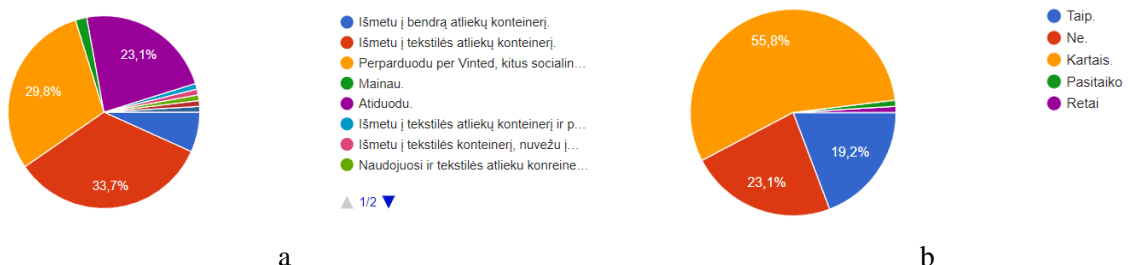 23,1%
29,8%
33,7%
Išmetu į bendrą atliekų konteinerį.
Išmetu į tekstilės atliekų konteinerį.
Perparduodu per Vinted, kitus socialin…
Mainau.
Atiduodu.
Išmetu į tekstilės atliekų konteinerį ir p…
Išmetu į tekstilės konteinerį, nuvežu į…
Naudojuosi ir tekstilės atlieku konreine…
1/2
a
55,8%
23,1%
19,2%
Taip.
Ne.
Kartais.
Pasitaiko
Retai
b